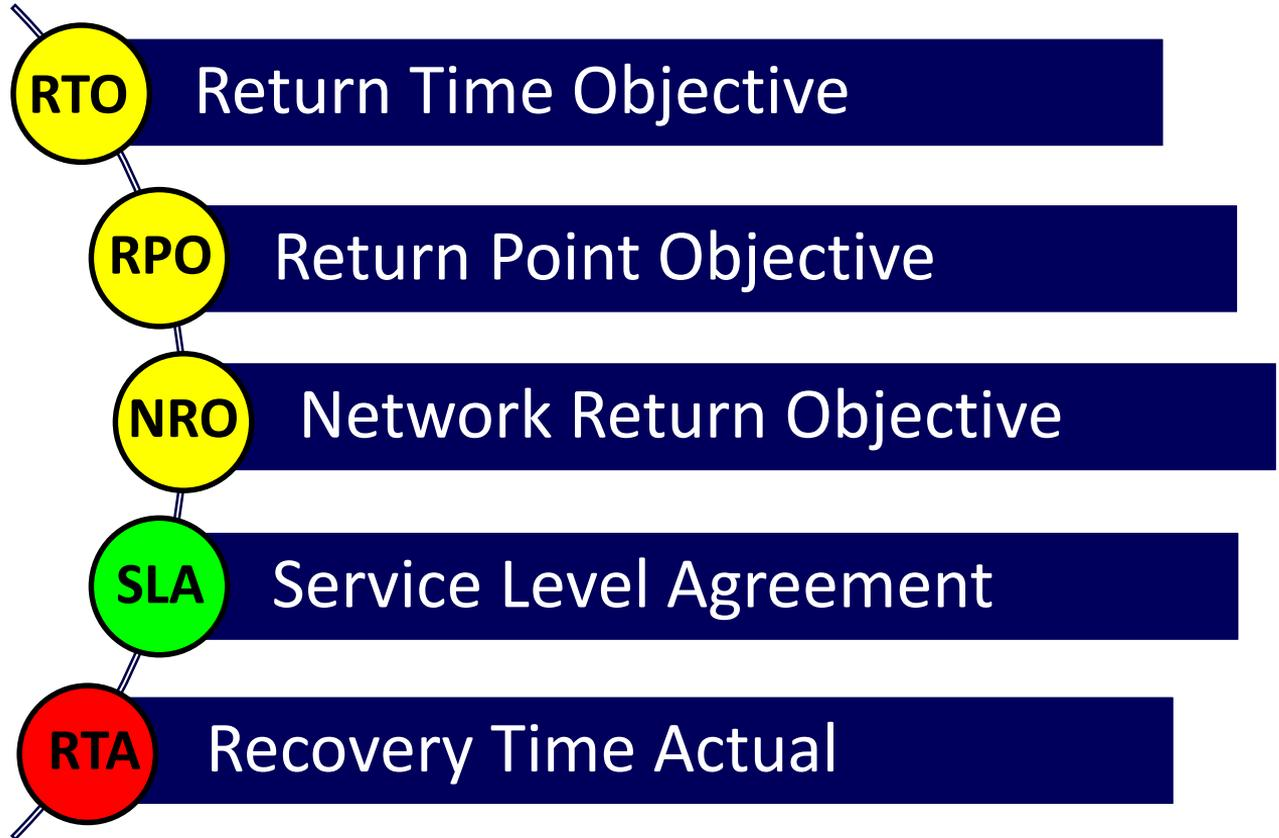 RTO Return Time Objective
RPO Return Point Objective
NRO Network Return Objective
SLA Service Level Agreement
RTA Recovery Time Actual